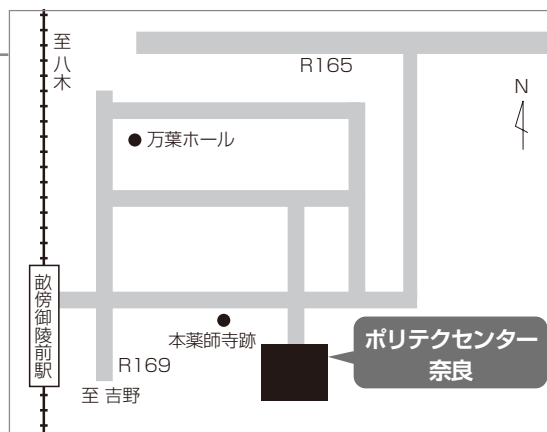 至 八木
R165
N
万葉ホール
畝傍御陵前駅
本薬師寺跡
R169
至 吉野
ポリテクセンター
奈良